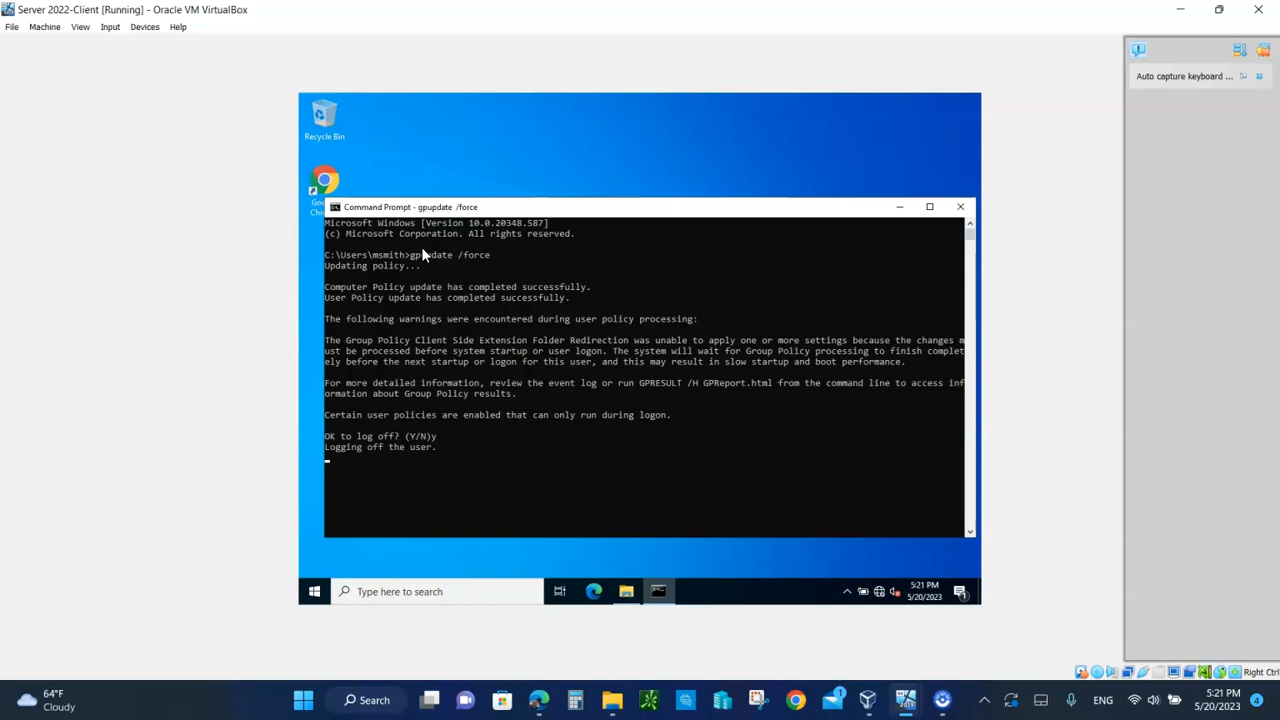 Server 2022-Client [Running] - Oracle VM VirtualBox
File Machine View Input Devices Help
Auto capture keyboard ...
Recycle Bin
Command Prompt - gpupdate /force
Microsoft Windows [Version 10.0.20348.587]
(c) Microsoft Corporation. All rights reserved.
C:\Users\msmith>gpupdate /force
Updating policy...
Computer Policy update has completed successfully.
User Policy update has completed successfully.
The following warnings were encountered during user policy processing:
The Group Policy Client Side Extension Folder Redirection was unable to apply one or more settings because the changes m
ust be processed before system startup or user logon. The system will wait for Group Policy processing to finish complet
ely before the next startup or logon for this user, and this may result in slow startup and boot performance.
For more detailed information, review the event log or run GPRESULT /H GPReport.html from the command line to access inf
ormation about Group Policy results.
Certain user policies are enabled that can only run during logon.
OK to log off? (Y/N)y
Logging off the user.
Type here to search
5:21 PM
5/20/2023
1
Right Ctrl
64°F
Cloudy
Search
1
2019
ENG
5:21 PM
5/20/2023
4